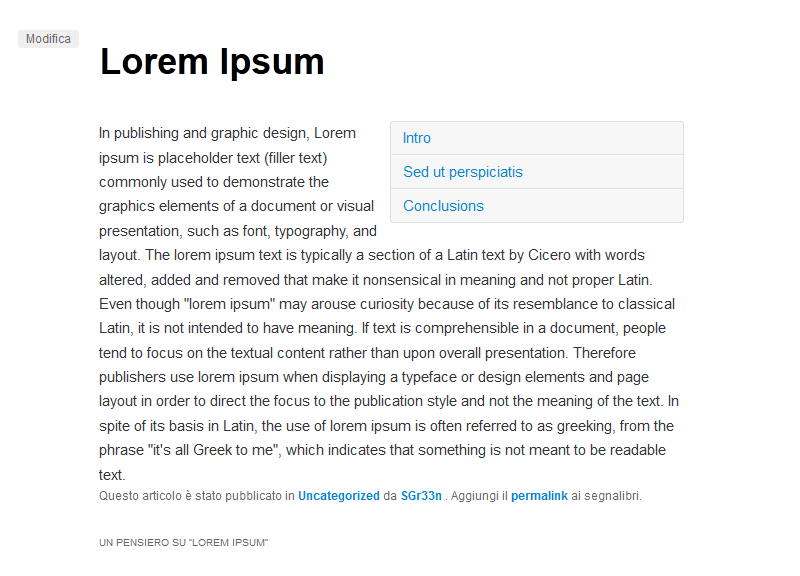 Modifica
Lorem Ipsum
In publishing and graphic design, Lorem
ipsum is placeholder text (filler text)
commonly used to demonstrate the
graphics elements of a document or visual
presentation, such as font, typography, and
Intro
Sed ut perspiciatis
Conclusions
layout. The lorem ipsum text is typically a section of a Latin text by Cicero with words
altered, added and removed that make it nonsensical in meaning and not proper Latin.
Even though "lorem ipsum" may arouse curiosity because of its resemblance to classical
Latin, it is not intended to have meaning. If text is comprehensible in a document, people
tend to focus on the textual content rather than upon overall presentation. Therefore
publishers use lorem ipsum when displaying a typeface or design elements and page
layout in order to direct the focus to the publication style and not the meaning of the text. In
spite of its basis in Latin, the use of lorem ipsum is often referred to as greeking, from the
phrase "it's all Greek to me", which indicates that something is not meant to be readable
text.
Questo articolo è stato pubblicato in Uncategorized da SGr33n . Aggiungi il permalink ai segnalibri.
UN PENSIERO SU "LOREM IPSUM"